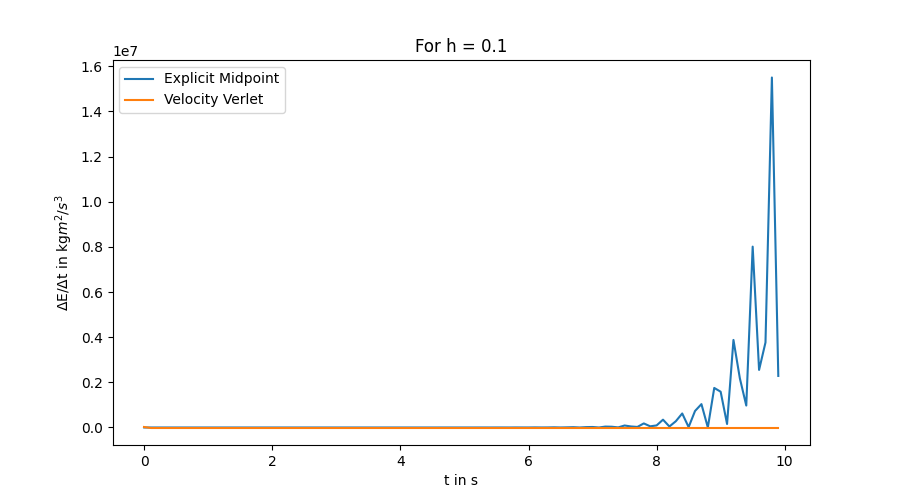 For h = 0.1
1e7
1.6
1.4
1.2
1.0
0.8
0.6
0.4
0.2
0.0
ΔE/Δt in kgm²/s³
Explicit Midpoint
Velocity Verlet
0 2 4 6 8 10
t in s